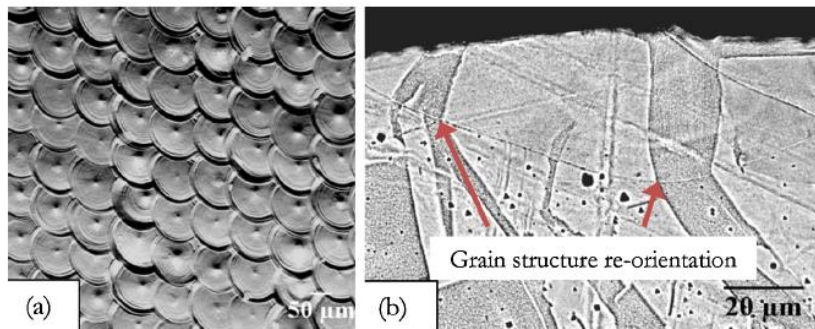 (a)
50 μm
Grain structure re-orientation
(b)
20 μm